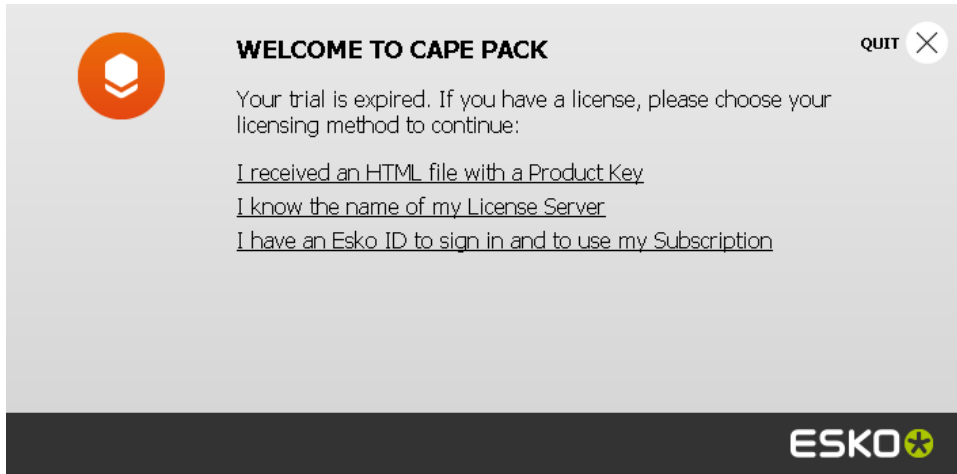 WELCOME TO CAPE PACK
QUIT
Your trial is expired. If you have a license, please choose your
licensing method to continue:
I received an HTML file with a Product Key
I know the name of my License Server
I have an Esko ID to sign in and to use my Subscription
ESKO